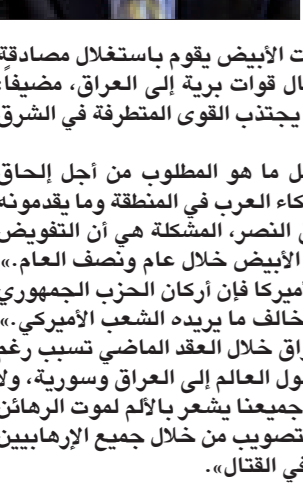 ت الأبيض يقوم باستغلال مصادقة
ال قوات برية إلى العراق، مضيفاً:
يجتذب القوى المتطرفة في الشرق
ل ما هو المطلوب من أجل إلحاق
كاء العرب في المنطقة وما يقدمونه
ى النصر، المشكلة هي أن التفويض
الأبيض خلال عام ونصف العام.»
ميركا فإن أركان الحزب الجمهوري
خالف ما يريده الشعب الأميركي.»
راق خلال العقد الماضي تسبب رغم
ول العالم إلى العراق وسورية، ولا
جميعنا يشعر بالألم لموت الرهائن
تصويب من خلال جميع الإرهابيين
في القتال».